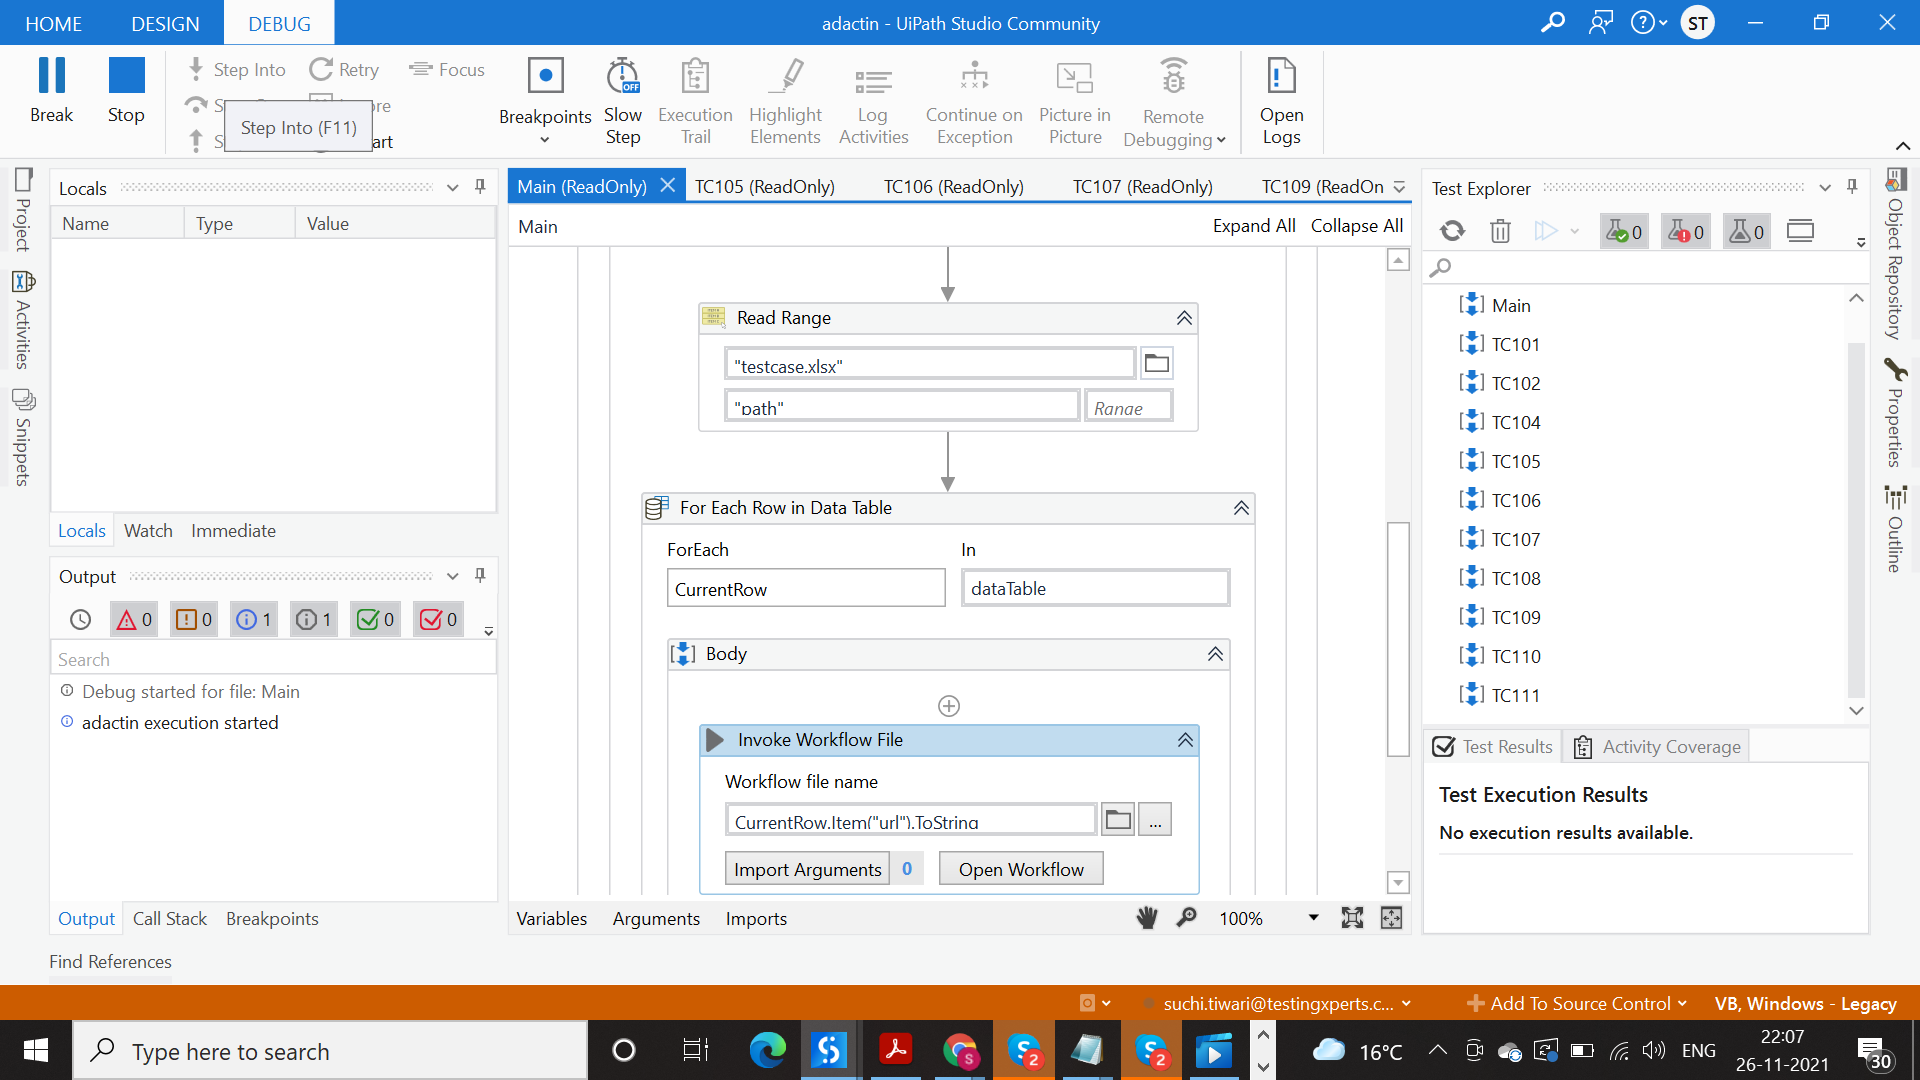 HOME DESIGN DEBUG
adactin - UiPath Studio Community
ST
Break
Stop
Step Into
Retry
Focus
Step Into (F11)
Breakpoints
Slow Step
Execution Trail
Highlight Elements
Log Activities
Continue on Exception
Picture in Picture
Remote Debugging
Open Logs
Project
Activities
Snippets
Locals
Name Type Value
Locals Watch Immediate
Output
0 0 1 1 0 0
Search
Debug started for file: Main
adactin execution started
Output Call Stack Breakpoints
Find References
Main (ReadOnly) TC105 (ReadOnly) TC106 (ReadOnly) TC107 (ReadOnly) TC109 (ReadOn
Main
Expand All Collapse All
Read Range
"testcase.xlsx"
"path"
Range
For Each Row in Data Table
ForEach In
CurrentRow dataTable
Body
Invoke Workflow File
Workflow file name
CurrentRow.Item("url").ToString
...
Import Arguments 0 Open Workflow
Variables Arguments Imports
100%
Test Explorer
0 0 0
Main
TC101
TC102
TC104
TC105
TC106
TC107
TC108
TC109
TC110
TC111
Test Results Activity Coverage
Test Execution Results
No execution results available.
Object Repository
Properties
Outline
suchi.tiwari@testingxperts.c...
Add To Source Control
VB, Windows - Legacy
Type here to search
S
2
2
16°C
ENG
22:07
26-11-2021
30